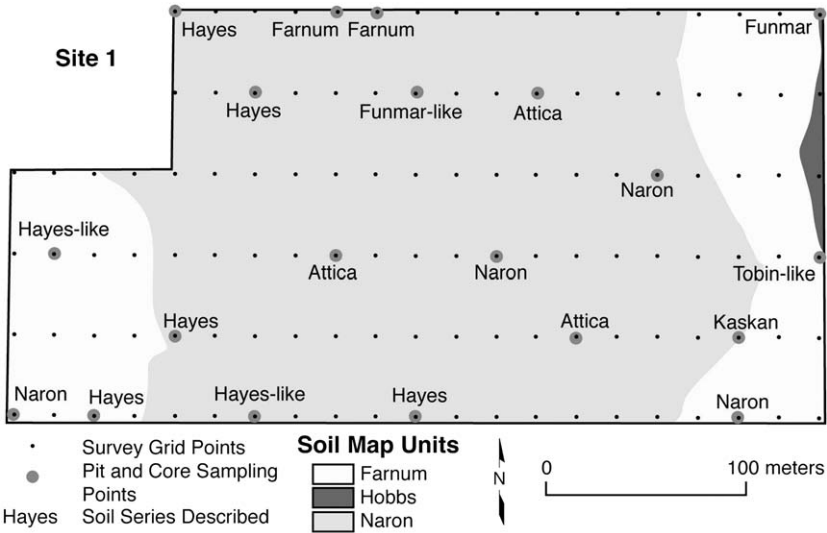 Site 1
Hayes
Farnum
Farnum
Funmar
Hayes
Funmar-like
Attica
Naron
Hayes-like
Attica
Naron
Tobin-like
Hayes
Attica
Kaskan
Naron
Hayes
Hayes-like
Hayes
Naron
Survey Grid Points
Pit and Core Sampling
Points
Hayes Soil Series Described
Soil Map Units
Farnum
Hobbs
Naron
N
0 100 meters